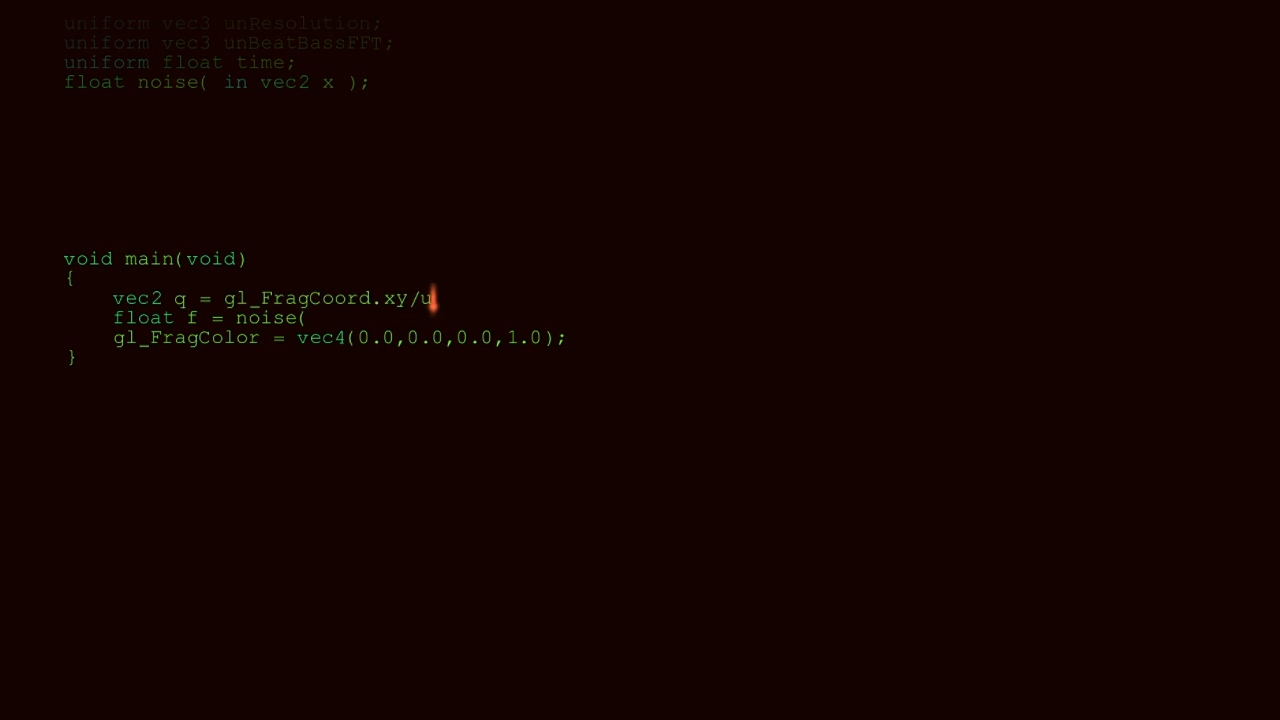 uniform vec3 unResolution;
uniform vec3 unBeatBassFFT;
uniform float time;
float noise( in vec2 x );
void main(void)
{
vec2 q = gl_FragCoord.xy/u
float f = noise(
gl_FragColor = vec4(0.0,0.0,0.0,1.0);
}